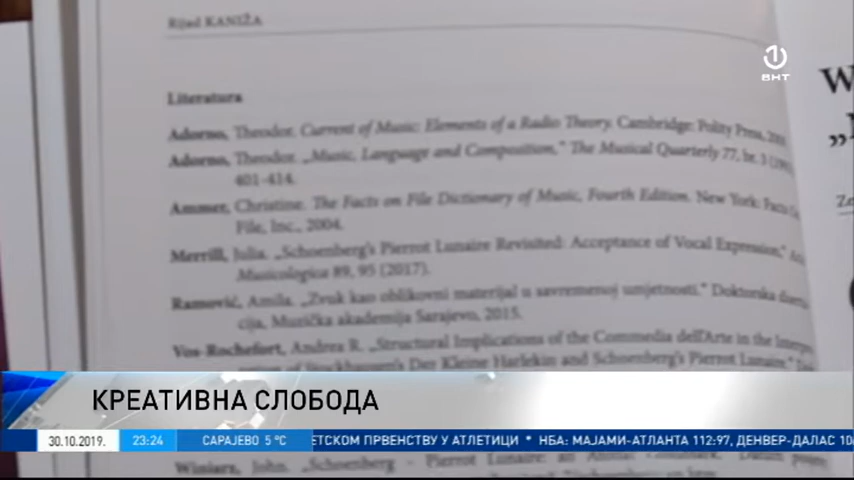 Rijad KANIŽA
Literatura
Adorno, Theodor. Current of Music: Elements of a Radio Theory. Cambridge: Polity Press,
Adorno, Theodor. „Music, Language and Composition,” The Musical Quarterly 77, br. 3
401-414.
Ammer, Christine. The Facts on File Dictionary of Music, Fourth Edition. New York: Facts
File, Inc., 2004.
Merrill, Julia. „Schoenberg's Pierrot Lunaire Revisited: Acceptance of Vocal Expression,”
Musicologica 89, 95 (2017).
Ramović, Amila. „Zvuk kao oblikovni materijal u savremenoj umjetnosti.” Doktorska
cija, Muzička akademija Sarajevo, 2015.
Vos-Rochefort, Andrea R. „Structural Implications of the Commedia dell'Arte in the
of Stockhausen's Der Kleine Harlekin and Schoenberg's Pierrot Lunaire.”
1
БНТ
КРЕАТИВНА СЛОБОДА
30.10.2019. 23:24 САРАЈЕВО 5 °C ЕТСКОМ ПРВЕНСТВУ У АТЛЕТИЦИ * НБА: МАЈАМИ-АТЛАНТА 112:97, ДЕНВЕР-ДАЛАС
Winiarz, John. „Schoenberg - Pierrot Lunaire: an